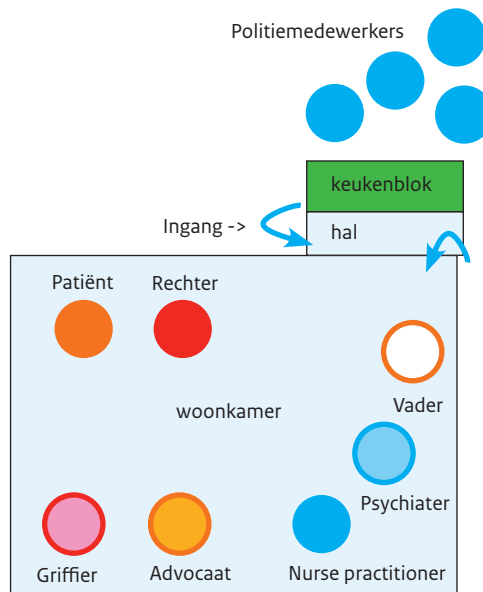 Politiemedewerkers
keukenblok
Ingang ->
hal
Patiënt
Rechter
Vader
woonkamer
Psychiater
Griffier
Advocaat
Nurse practitioner